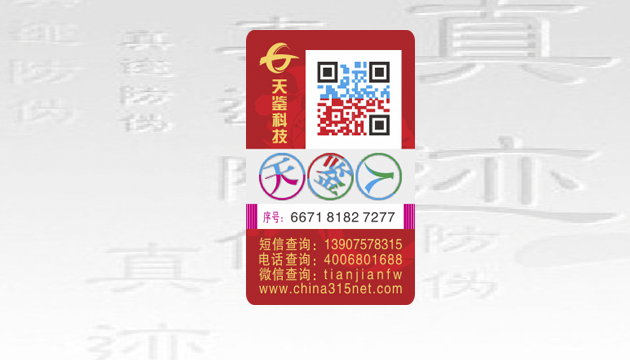 真
真
迹
防
伪
真
迹
防
伪
真
迹
天鉴科技
天鉴
序号: 6671 8182 7277
短信查询：13907578315
电话查询：4006801688
微信查询：tianjianfw
www.china315net.com